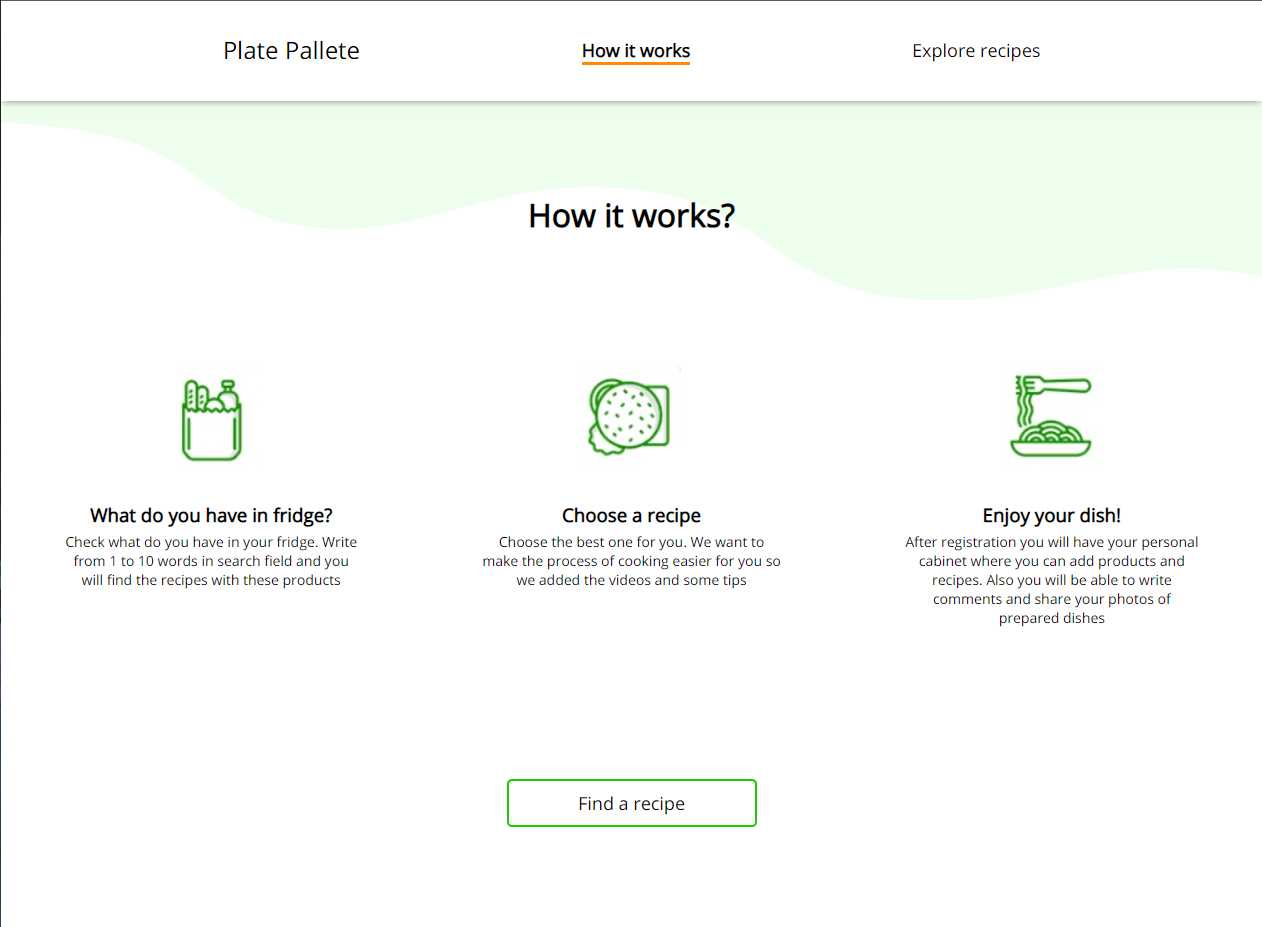 Plate Pallete
How it works
Explore recipes
How it works?
What do you have in fridge?
Check what do you have in your fridge. Write
from 1 to 10 words in search field and you
will find the recipes with these products
Choose a recipe
Choose the best one for you. We want to
make the process of cooking easier for you so
we added the videos and some tips
Enjoy your dish!
After registration you will have your personal
cabinet where you can add products and
recipes. Also you will be able to write
comments and share your photos of
prepared dishes
Find a recipe